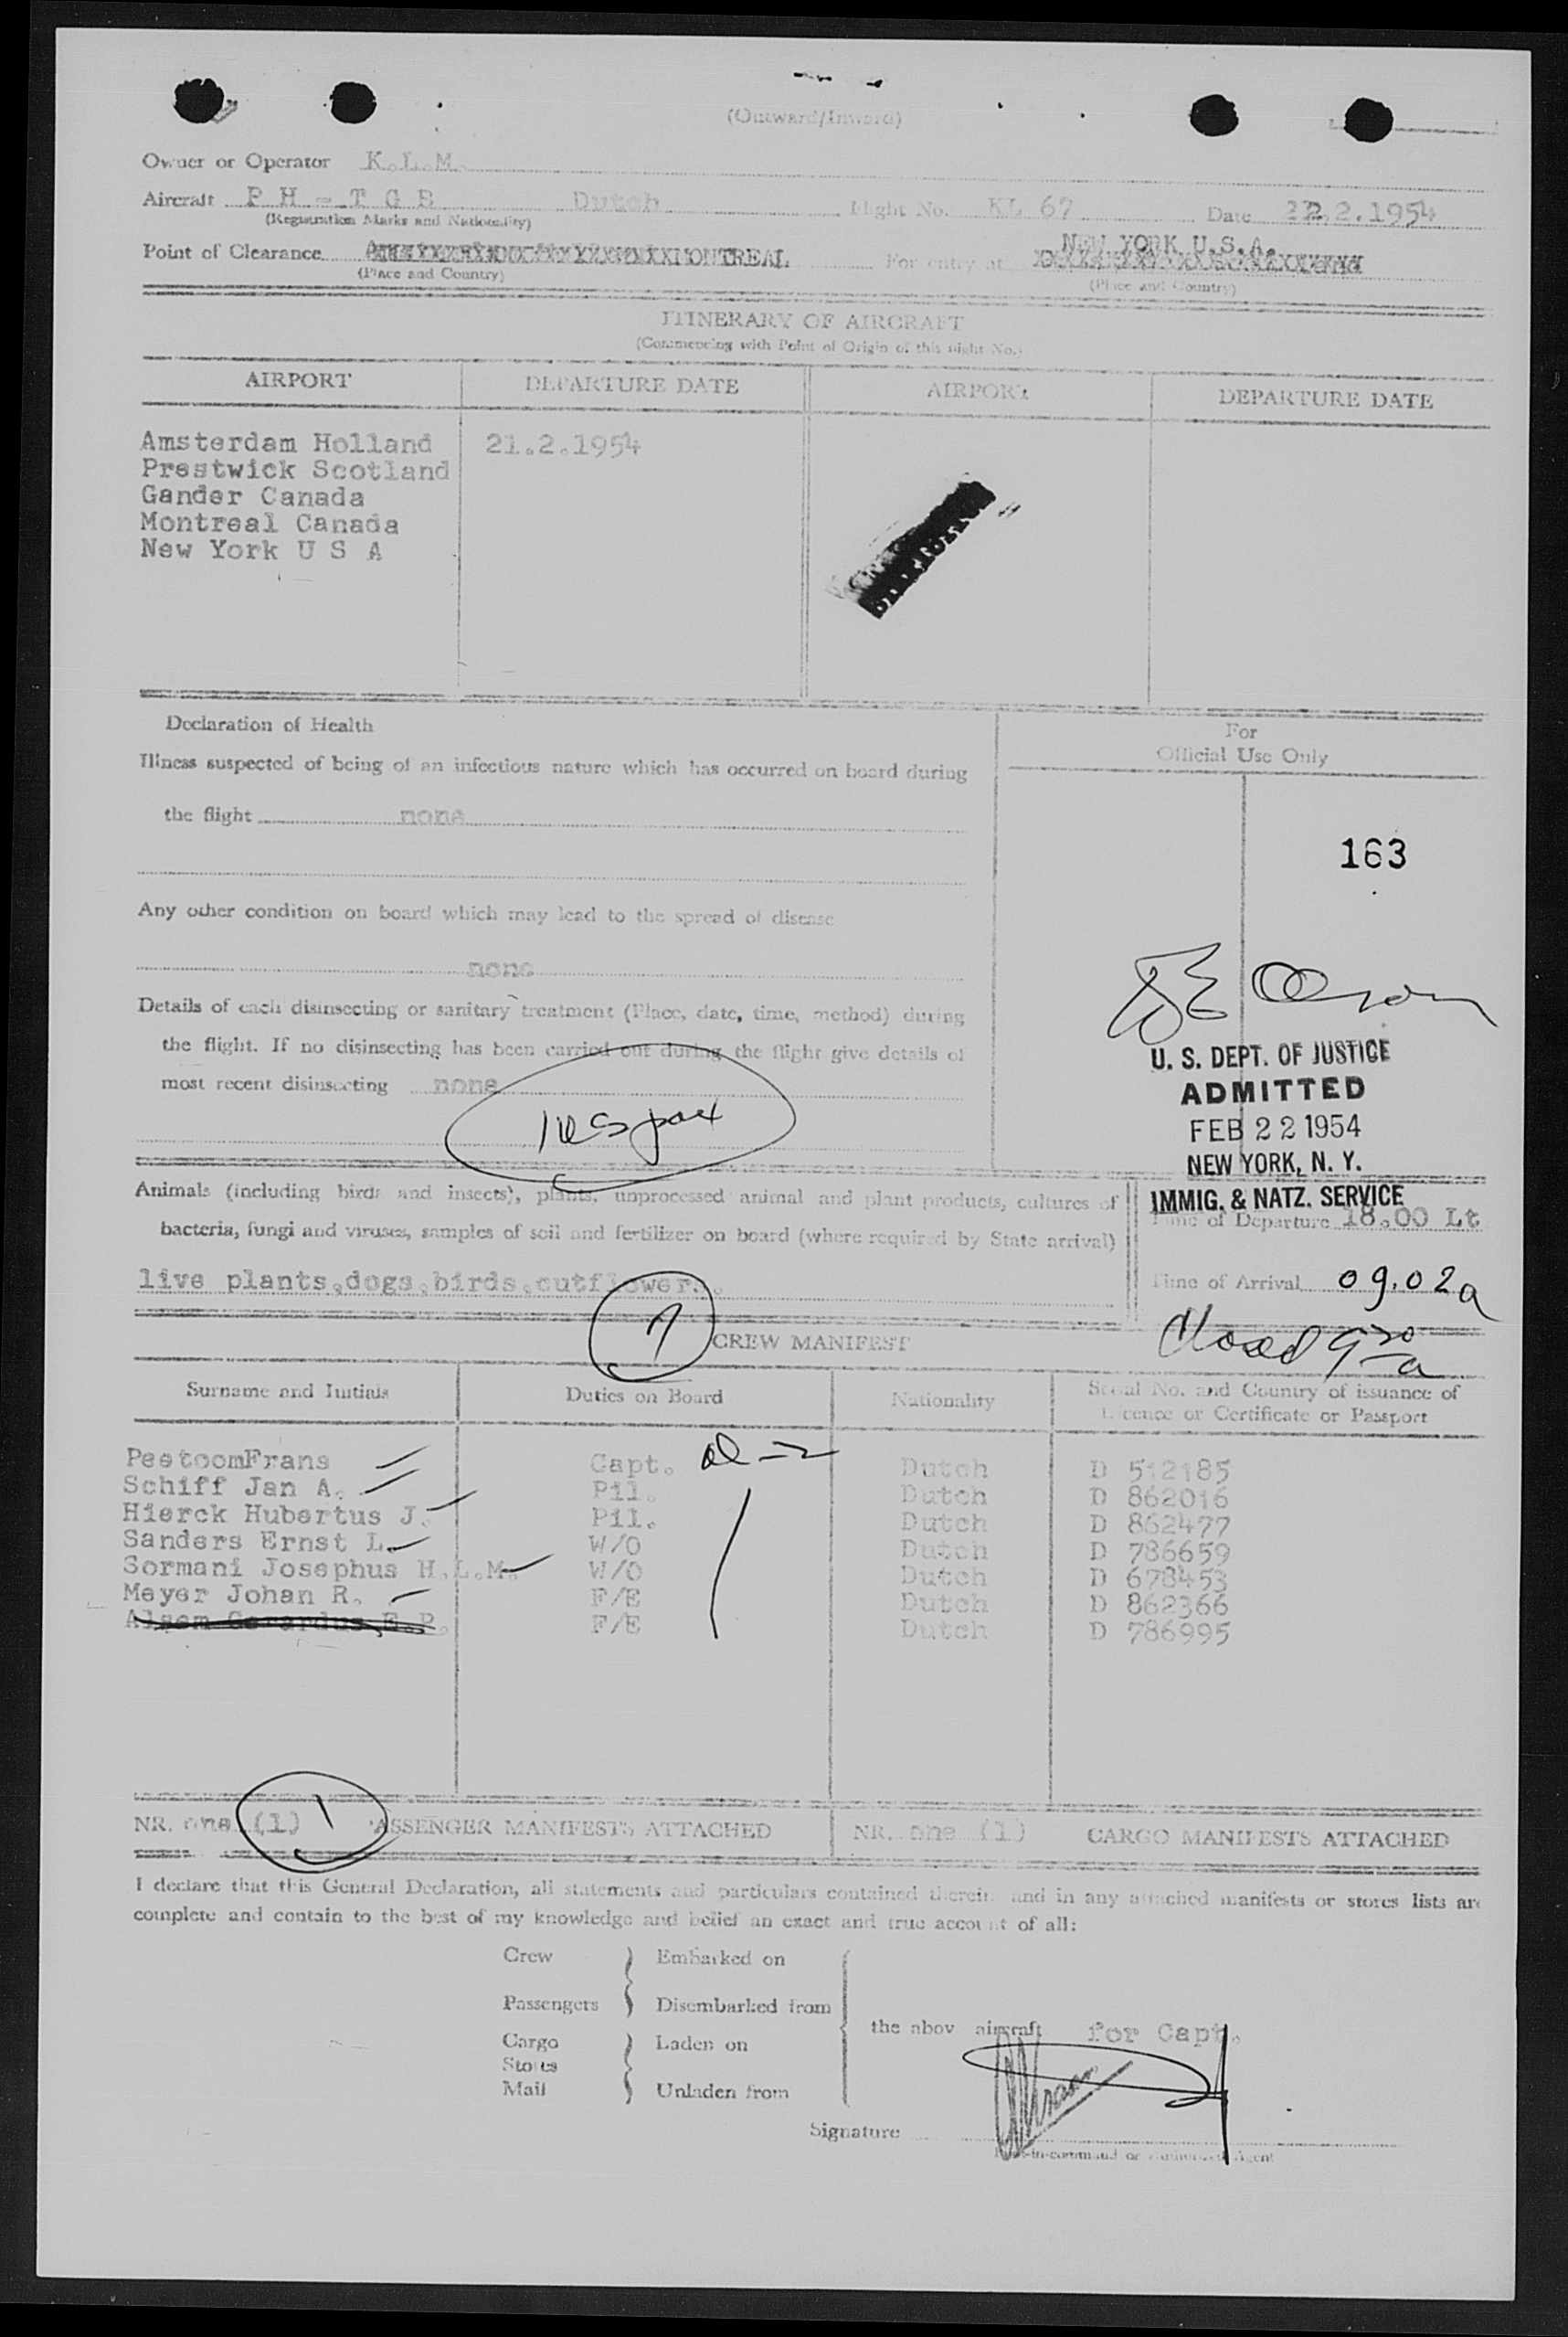 (Outward/Inward)
Owner or Operator K.L.M.
Aircraft P H - T G B Dutch Flight No. KL 67 Date 22.2.1954
(Registration Marks and Nationality)
NEW YORK U.S.A.
Point of Clearance MONTREAL For entry at
(Place and Country) (Place and Country)
ITINERARY OF AIRCRAFT
(Commencing with Point of Origin of this flight No.)
AIRPORT DEPARTURE DATE AIRPORT DEPARTURE DATE
Amsterdam Holland 21.2.1954
Prestwick Scotland
Gander Canada
Montreal Canada
New York U S A
Declaration of Health
For
Official Use Only
Illness suspected of being of an infectious nature which has occurred on board during
the flight none
163
Any other condition on board which may lead to the spread of disease
none
Details of each disinsecting or sanitary treatment (Place, date, time, method) during
the flight. If no disinsecting has been carried out during the flight give details of
most recent disinsecting none
Olson
U. S. DEPT. OF JUSTICE
ADMITTED
FEB 22 1954
NEW YORK, N. Y.
IMMIG. & NATZ. SERVICE
Animals (including birds and insects), plants, unprocessed animal and plant products, cultures of
bacteria, fungi and viruses, samples of soil and fertilizer on board (where required by State arrival)
live plants,dogs,birds,cutflowers.
Time of Departure 18.00 Lt
Time of Arrival 09.02a
7
CREW MANIFEST
Surname and Initials Duties on Board Nationality Serial No. and Country of issuance of
Licence or Certificate or Passport
PestoomFrans Capt. Dutch D 512185
Schiff Jan A. Pil. Dutch D 862016
Hierck Hubertus J. Pil. Dutch D 862477
Sanders Ernst L. W/O Dutch D 786659
Sormani Josephus H.L.M. W/O Dutch D 678453
Meyer Johan R. F/E Dutch D 862366
Alsem Gerardus,E.P. F/E Dutch D 786995
NR. one (1) 1 PASSENGER MANIFESTS ATTACHED NR. one (1) CARGO MANIFESTS ATTACHED
I declare that this General Declaration, all statements and particulars contained therein and in any attached manifests or stores lists are
complete and contain to the best of my knowledge and belief an exact and true account of all:
Crew Embarked on
Passengers Disembarked from
the abov aircraft for Capt.
Cargo Laden on
Stores
Mail Unladen from
Signature